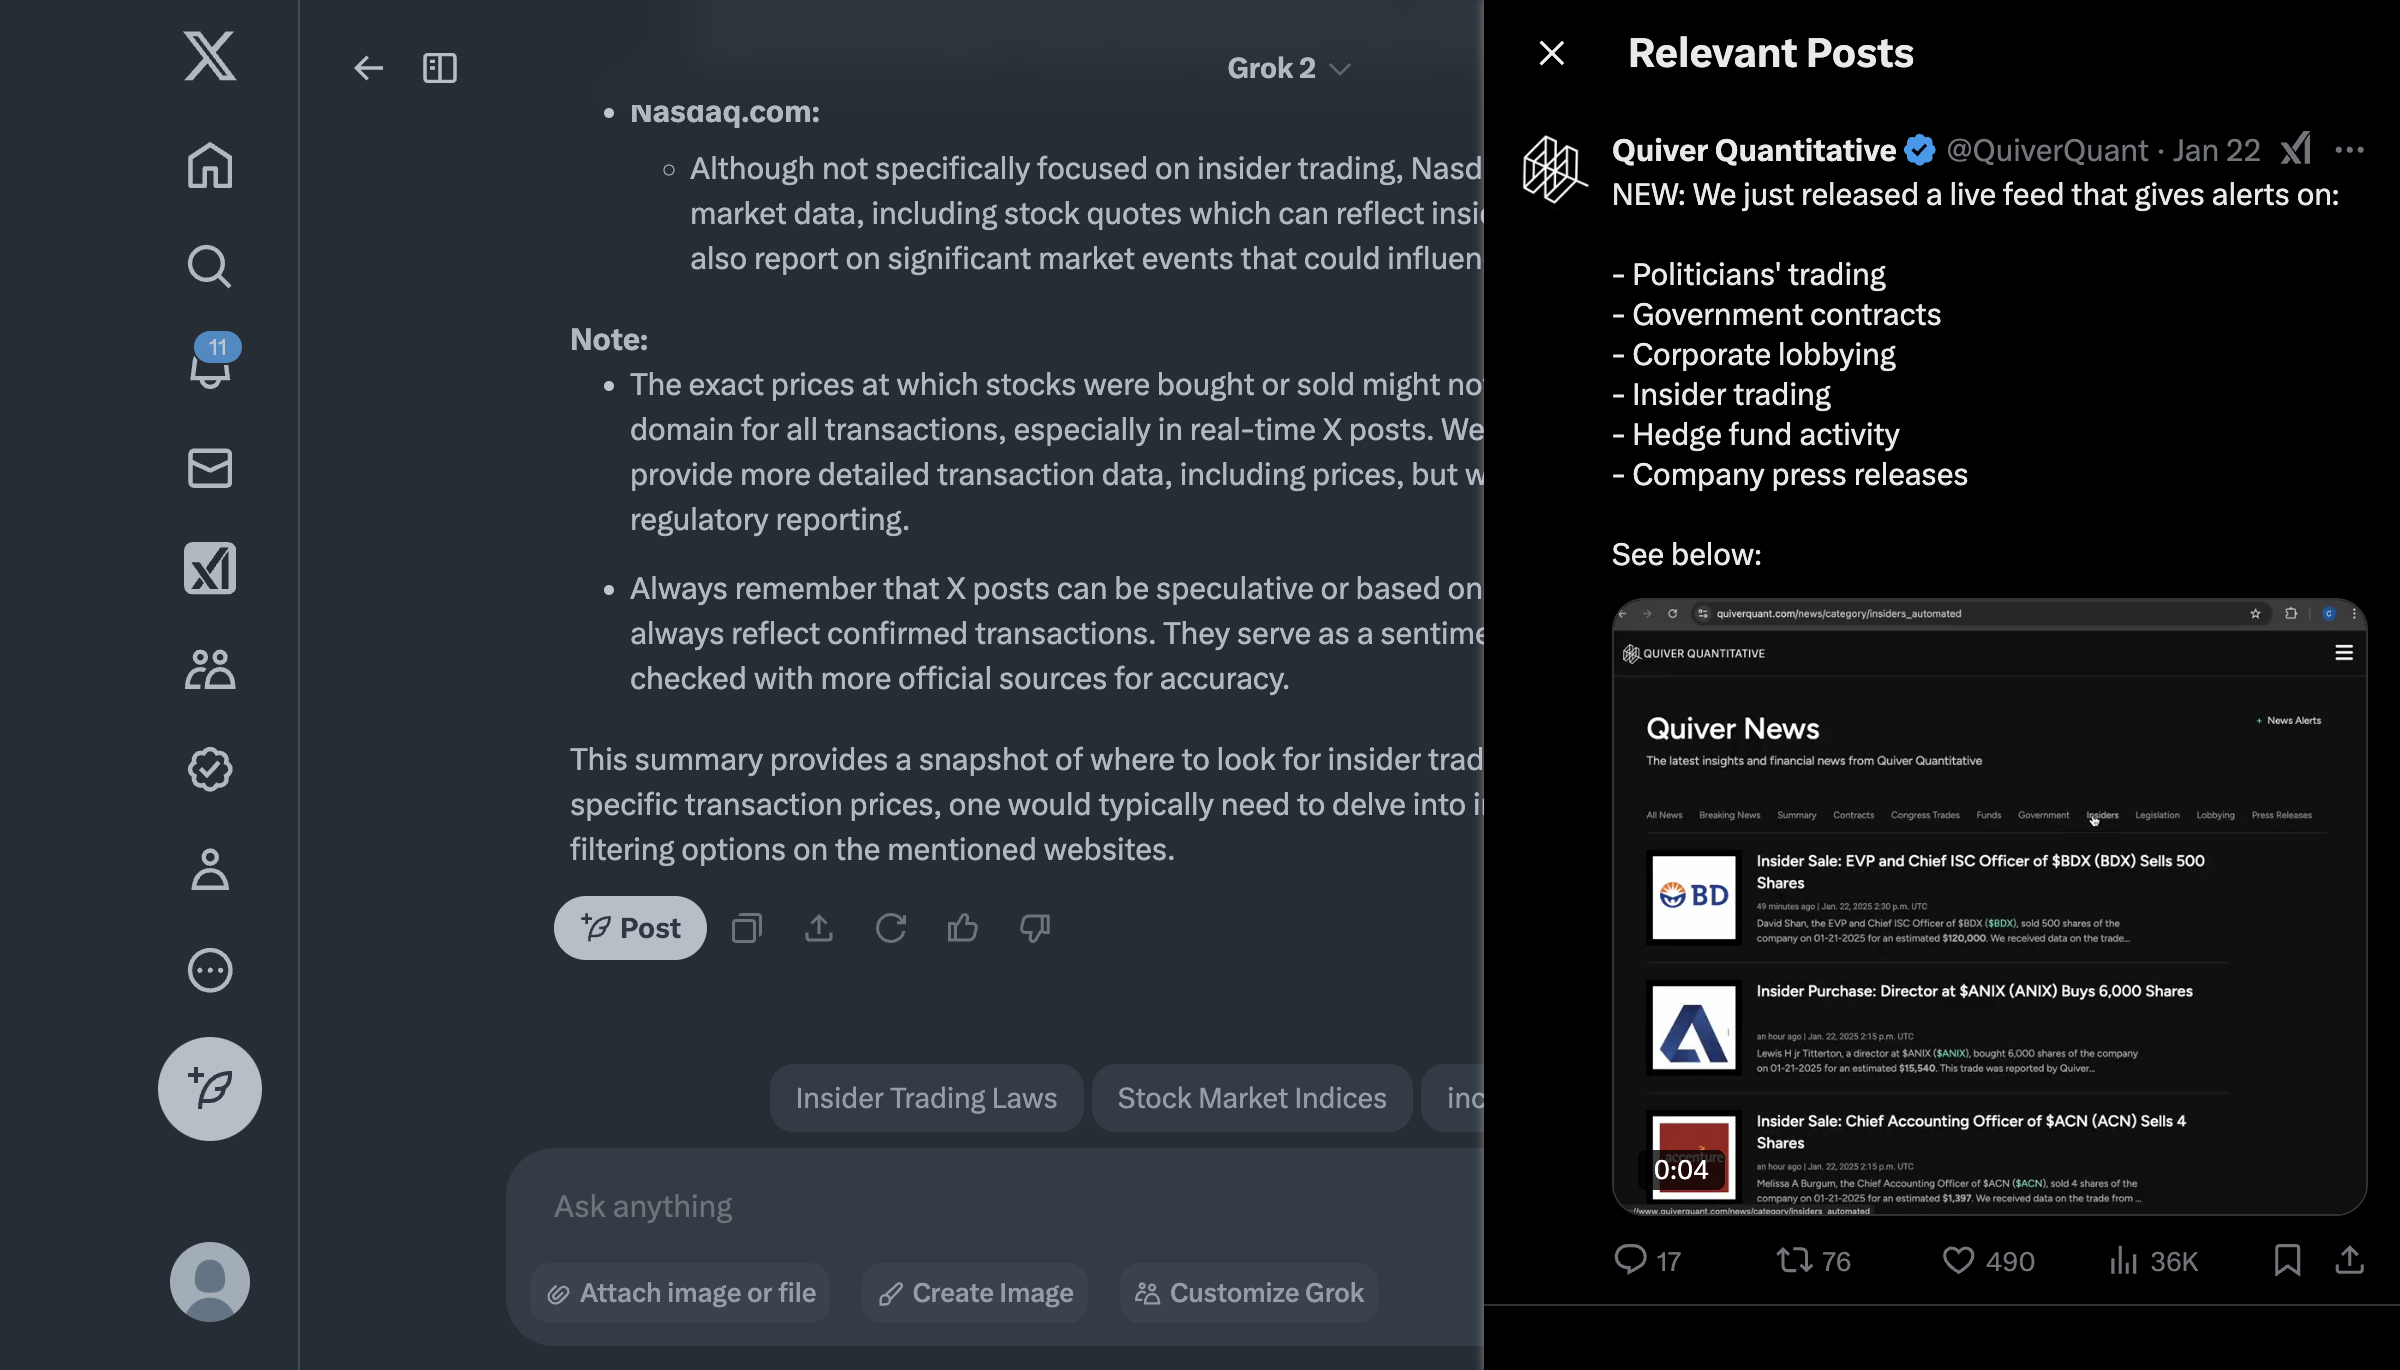 Grok 2
11
Nasdaq.com:
Although not specifically focused on insider trading, Nasd
market data, including stock quotes which can reflect insi
also report on significant market events that could influen
Note:
The exact prices at which stocks were bought or sold might no
domain for all transactions, especially in real-time X posts. We
provide more detailed transaction data, including prices, but w
regulatory reporting.
Always remember that X posts can be speculative or based on
always reflect confirmed transactions. They serve as a sentime
checked with more official sources for accuracy.
This summary provides a snapshot of where to look for insider trad
specific transaction prices, one would typically need to delve into i
filtering options on the mentioned websites.
Post
Insider Trading Laws
Stock Market Indices
inc
Ask anything
Attach image or file
Create Image
Customize Grok
Relevant Posts
Quiver Quantitative @QuiverQuant · Jan 22
NEW: We just released a live feed that gives alerts on:
- Politicians' trading
- Government contracts
- Corporate lobbying
- Insider trading
- Hedge fund activity
- Company press releases
See below:
quiverquant.com/news/category/insiders_automated
C
QUIVER QUANTITATIVE
Quiver News
+ News Alerts
The latest insights and financial news from Quiver Quantitative
All News Breaking News Summary Contracts Congress Trades Funds Government Insiders Legislation Lobbying Press Releases
BD
Insider Sale: EVP and Chief ISC Officer of $BDX (BDX) Sells 500
Shares
49 minutes ago | Jan. 22, 2025 2:30 p.m. UTC
David Shan, the EVP and Chief ISC Officer of $BDX ($BDX), sold 500 shares of the
company on 01-21-2025 for an estimated $120,000. We received data on the trade...
Insider Purchase: Director at $ANIX (ANIX) Buys 6,000 Shares
an hour ago | Jan. 22, 2025 2:15 p.m. UTC
Lewis H jr Titterton, a director at $ANIX ($ANIX), bought 6,000 shares of the company
on 01-21-2025 for an estimated $15,540. This trade was reported by Quiver...
accenture
Insider Sale: Chief Accounting Officer of $ACN (ACN) Sells 4
Shares
an hour ago | Jan. 22, 2025 2:15 p.m. UTC
Melissa A Burgum, the Chief Accounting Officer of $ACN ($ACN), sold 4 shares of the
company on 01-21-2025 for an estimated $1,397. We received data on the trade from ...
0:04
//www.quiverquant.com/news/category/insiders_automated
17
76
490
36K